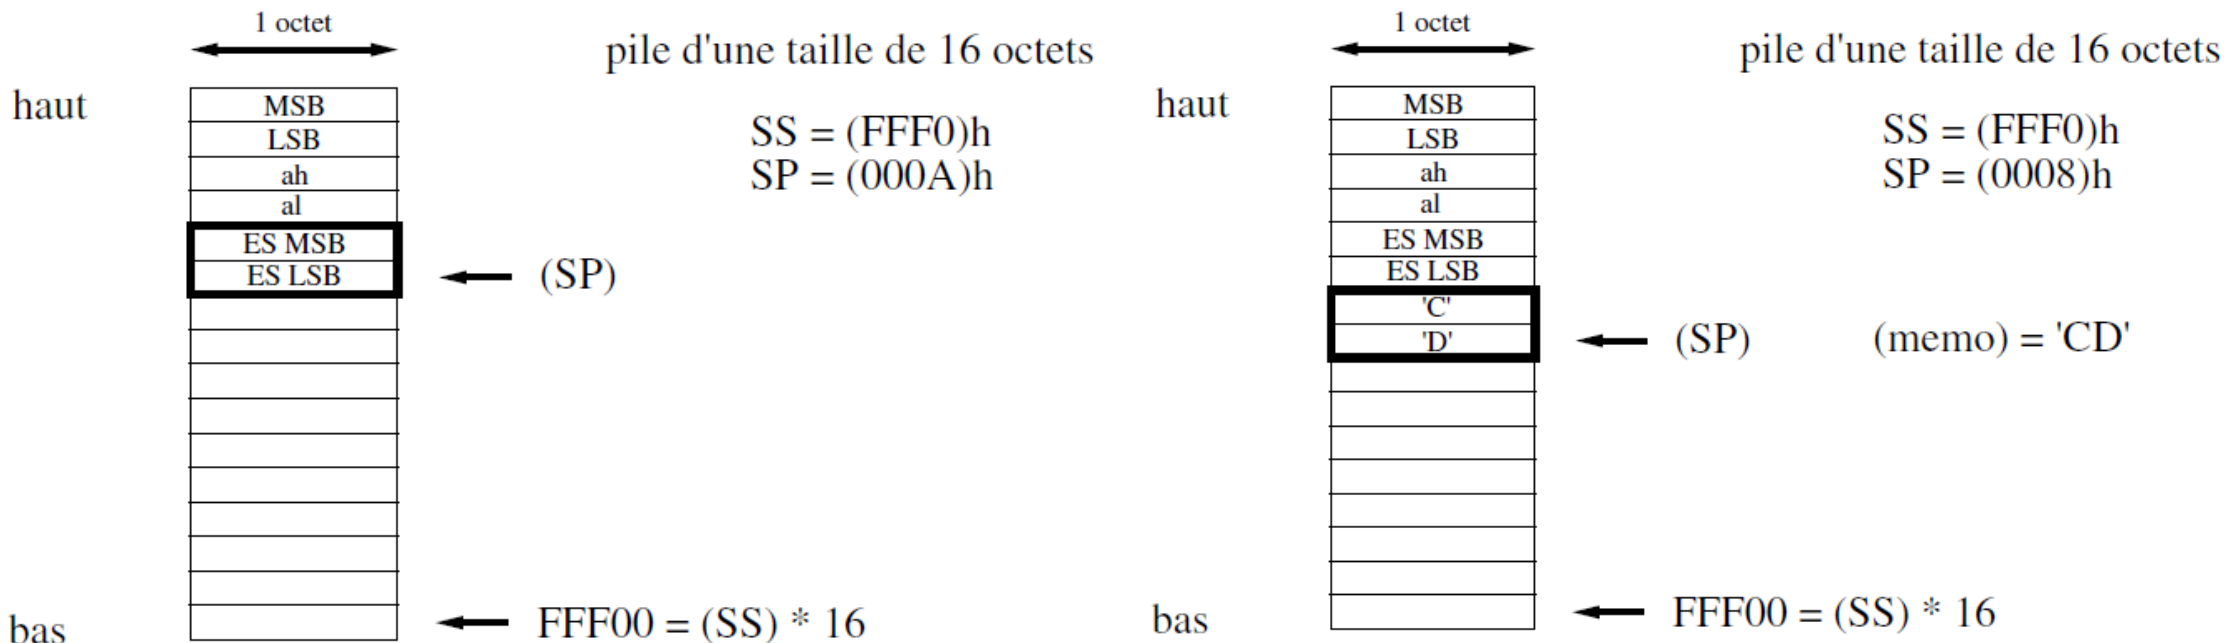 1 octet
pile d'une taille de 16 octets
haut
MSB
LSB
SS = (FFF0)h
ah
SP = (000A)h
al
ES MSB
ES LSB
(SP)
FFF00 = (SS) * 16
bas
1 octet
pile d'une taille de 16 octets
haut
MSB
LSB
SS = (FFF0)h
ah
SP = (0008)h
al
ES MSB
ES LSB
'C'
'D'
(SP)
(memo) = 'CD'
FFF00 = (SS) * 16
bas